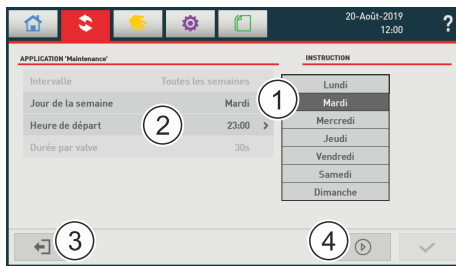 20-Août-2019
12:00
?
APPLICATION 'Maintenance'
INSTRUCTION
Intervalle Toutes les semaines
Jour de la semaine Mardi
Heure de départ 23:00 >
Durée par valve 30s
1
2
Lundi
Mardi
Mercredi
Jeudi
Vendredi
Samedi
Dimanche
3
4